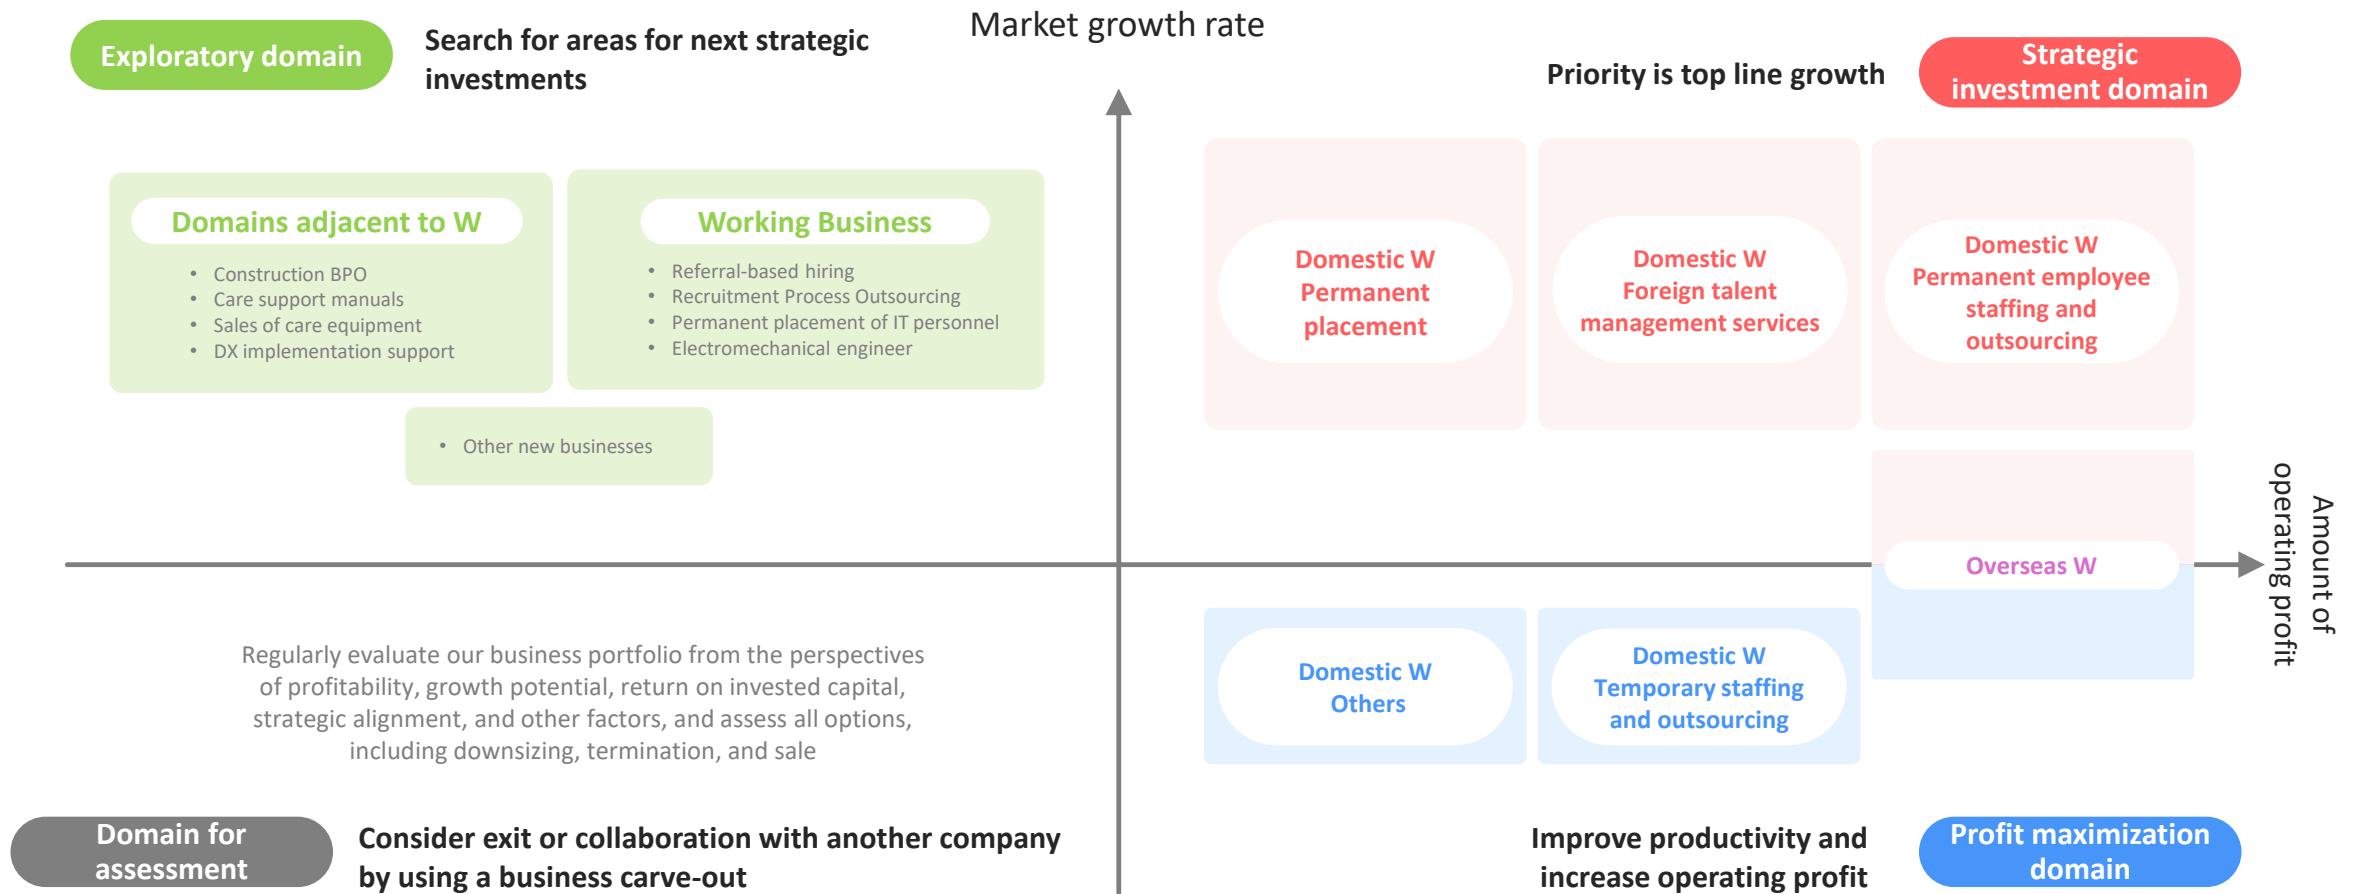 Market growth rate
Exploratory domain
Search for areas for next strategic
investments
Priority is top line growth
Strategic
investment domain
Domains adjacent to W
• Construction BPO
• Care support manuals
• Sales of care equipment
• DX implementation support
Working Business
• Referral-based hiring
• Recruitment Process Outsourcing
• Permanent placement of IT personnel
• Electromechanical engineer
• Other new businesses
Domestic W
Permanent
placement
Domestic W
Foreign talent
management services
Domestic W
Permanent employee
staffing and
outsourcing
Overseas W
Amount of
operating profit
Regularly evaluate our business portfolio from the perspectives
of profitability, growth potential, return on invested capital,
strategic alignment, and other factors, and assess all options,
including downsizing, termination, and sale
Domestic W
Others
Domestic W
Temporary staffing
and outsourcing
Domain for
assessment
Consider exit or collaboration with another company
by using a business carve-out
Improve productivity and
increase operating profit
Profit maximization
domain